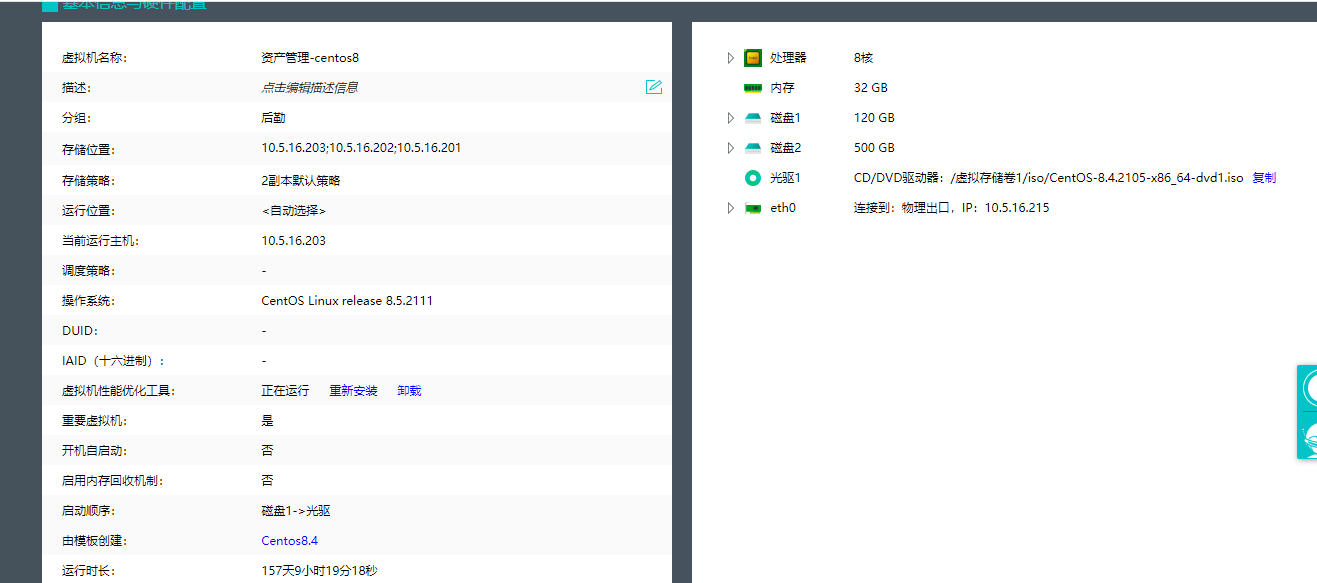 基本信息与硬件配置
虚拟机名称： 资产管理-centos8
描述： 点击编辑描述信息
分组： 后勤
存储位置： 10.5.16.203;10.5.16.202;10.5.16.201
存储策略： 2副本默认策略
运行位置： <自动选择>
当前运行主机： 10.5.16.203
调度策略： -
操作系统： CentOS Linux release 8.5.2111
DUID： -
IAID（十六进制）： -
虚拟机性能优化工具： 正在运行 重新安装 卸载
重要虚拟机： 是
开机自启动： 否
启用内存回收机制： 否
启动顺序： 磁盘1->光驱
由模板创建： Centos8.4
运行时长： 157天9小时19分18秒
处理器 8核
内存 32 GB
磁盘1 120 GB
磁盘2 500 GB
光驱1 CD/DVD驱动器：/虚拟存储卷1/iso/CentOS-8.4.2105-x86_64-dvd1.iso 复制
eth0 连接到：物理出口，IP：10.5.16.215